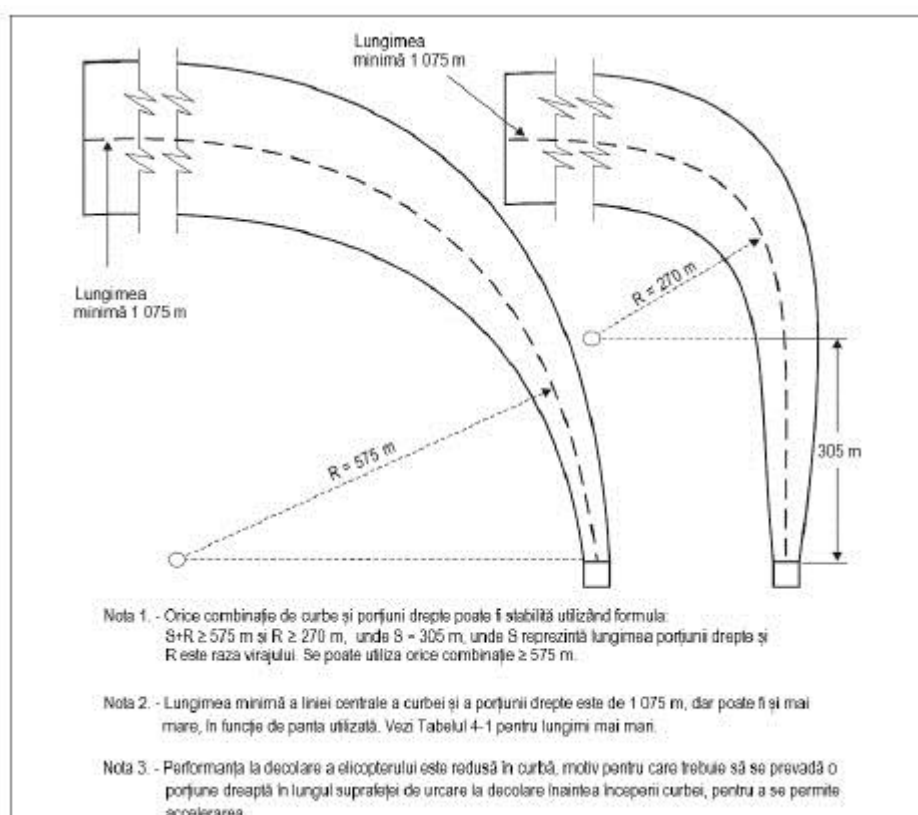 Lungimea
minimă 1 075 m
Lungimea
minimă 1 075 m
R = 270 m
R = 575 m
305 m
Nota 1. - Orice combinație de curbe și porțiuni drepte poate fi stabilită utilizând formula:
S+R ≥ 575 m si R ≥ 270 m, unde S = 305 m, unde S reprezintă lungimea porțiunii drepte și
R este raza virajului. Se poate utiliza orice combinație ≥ 575 m.
Nota 2. - Lungimea minimă a liniei centrale a curbei și a porțiunii drepte este de 1 075 m, dar poate fi și mai
mare, în funcție de panta utilizată. Vezi Tabelul 4-1 pentru lungimi mai mari.
Nota 3. - Performanța la decolare a elicopterului este redusă în curbă, motiv pentru care trebuie să se prevadă o
porțiune dreaptă în lungul suprafeței de urcare la decolare înaintea începerii curbei, pentru a se permite
accelerarea